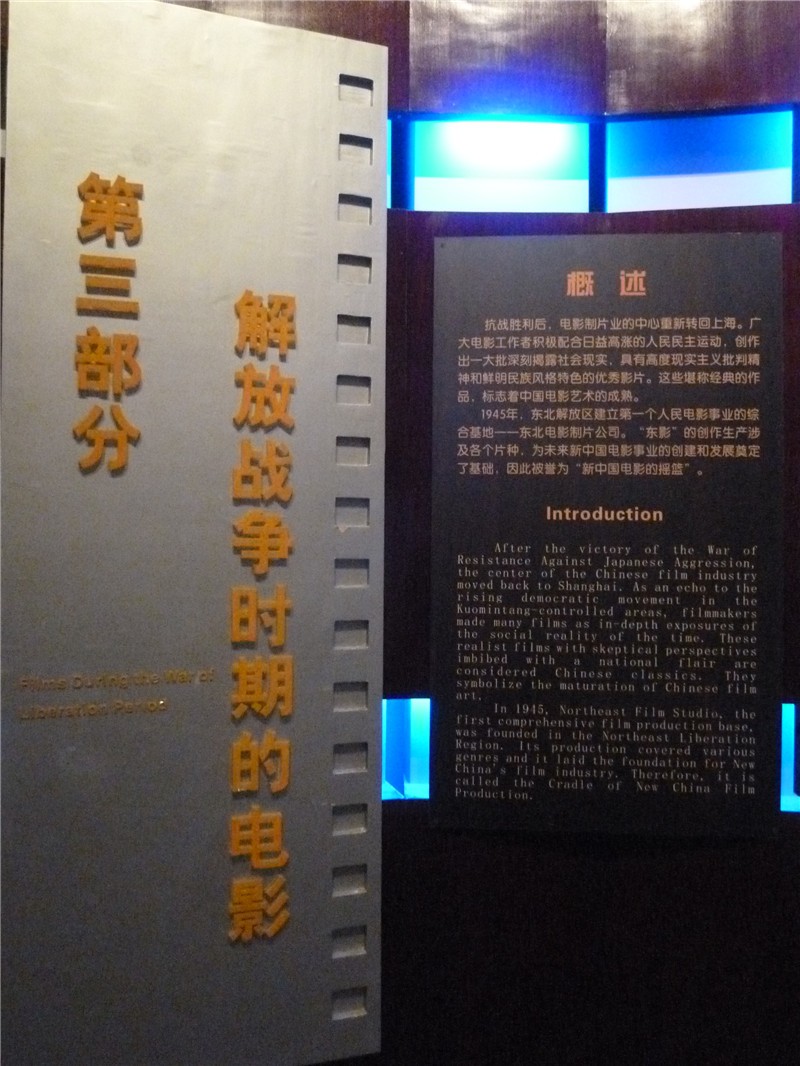 第三部分
解放战争时期的电影
Films During the War of
Liberation Period
概述
抗战胜利后，电影制片业的中心重新转回上海。广
大电影工作者积极配合日益高涨的人民民主运动，创作
出一大批深刻揭露社会现实，具有高度现实主义批判精
神和鲜明民族风格特色的优秀影片。这些堪称经典的作
品，标志着中国电影艺术的成熟。
1945年，东北解放区建立第一个人民电影事业的综
合基地——东北电影制片公司。“东影”的创作生产涉
及各个片种，为未来新中国电影事业的创建和发展奠定
了基础，因此被誉为“新中国电影的摇篮”。
Introduction
After the victory of the War of
Resistance Against Japanese Aggression,
the center of the Chinese film industry
moved back to Shanghai. As an echo to the
rising democratic movement in the
Kuomintang-controlled areas, filmmakers
made many films as in-depth exposures of
the social reality of the time. These
realist films with skeptical perspectives
imbibed with a national flair are
considered Chinese classics. They
symbolize the maturation of Chinese film
art.
In 1945, Northeast Film Studio, the
first comprehensive film production base,
was founded in the Northeast Liberation
Region. Its production covered various
genres and it laid the foundation for New
China's film industry. Therefore, it is
called the Cradle of New China Film
Production.